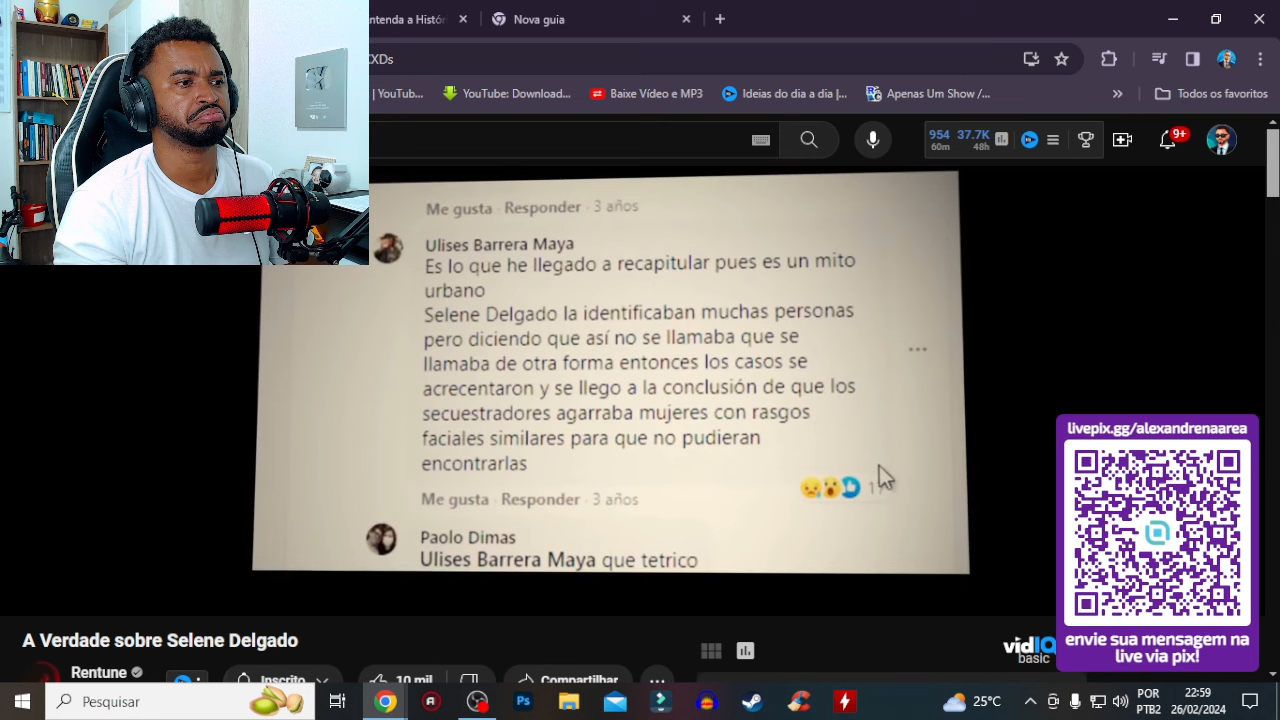 ntenda a Histór
Nova guia
CXDs
| YouTub...
YouTube: Download...
Baixe Vídeo e MP3
Ideias do dia a dia |...
Apenas Um Show /...
»
Todos os favoritos
954 37.7K
60m 48h
9+
Me gusta · Responder · 3 años
Ulises Barrera Maya
Es lo que he llegado a recapitular pues es un mito
urbano
Selene Delgado la identificaban muchas personas
pero diciendo que así no se llamaba que se
llamaba de otra forma entonces los casos se
acrecentaron y se llego a la conclusión de que los
secuestradores agarraba mujeres con rasgos
faciales similares para que no pudieran
encontrarlas
Me gusta · Responder · 3 años
Paolo Dimas
Ulises Barrera Maya que tetrico
livepix.gg/alexandrenaarea
envie sua mensagem na
live via pix!
A Verdade sobre Selene Delgado
Rentune
Inscrito
10 mil
Compartilhar
vidIQ
basic
Pesquisar
Ps
25°C
POR
PTB2
22:59
26/02/2024